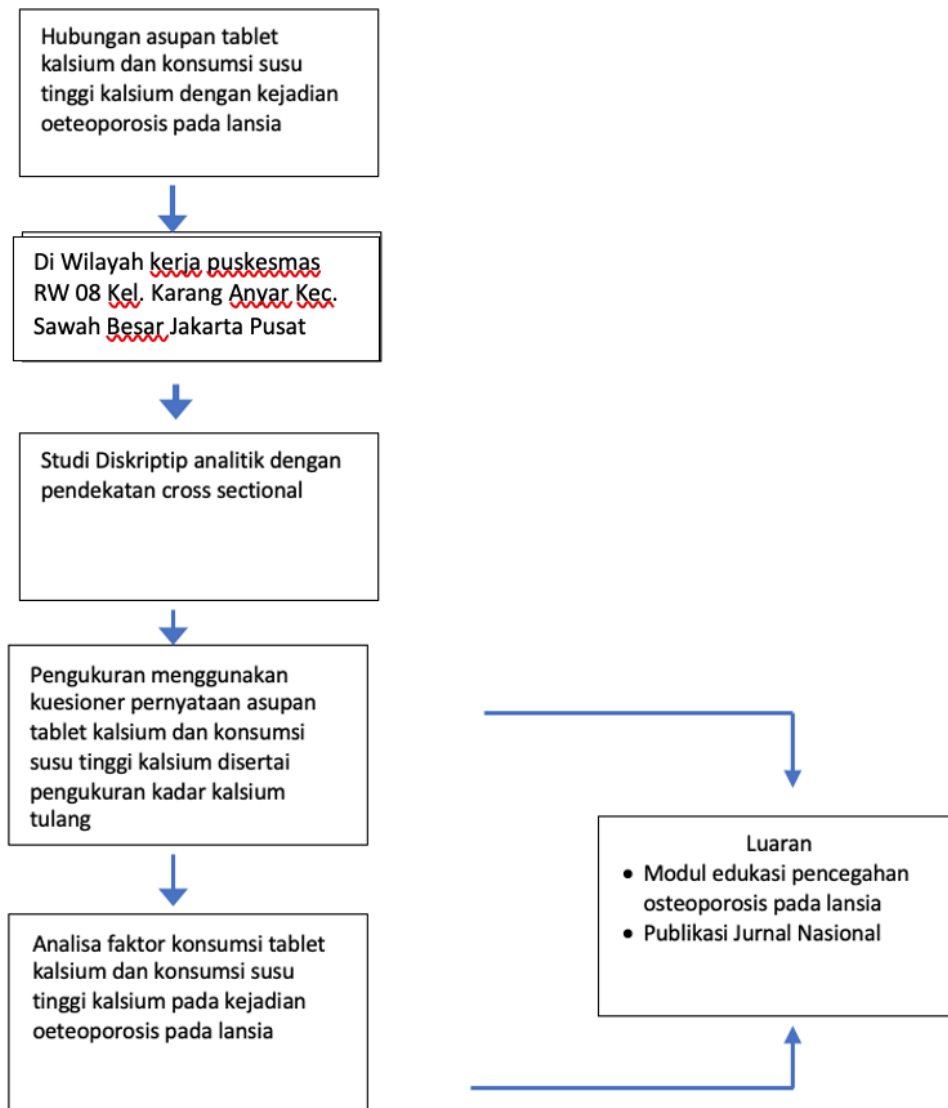 Hubungan asupan tablet
kalsium dan konsumsi susu
tinggi kalsium dengan kejadian
oeteoporosis pada lansia
Di Wilayah kerja puskesmas
RW 08 Kel. Karang Anyar Kec.
Sawah Besar Jakarta Pusat
Studi Diskriptip analitik dengan
pendekatan cross sectional
Pengukuran menggunakan
kuesioner pernyataan asupan
tablet kalsium dan konsumsi
susu tinggi kalsium disertai
pengukuran kadar kalsium
tulang
Analisa faktor konsumsi tablet
kalsium dan konsumsi susu
tinggi kalsium pada kejadian
oeteoporosis pada lansia
Luaran
• Modul edukasi pencegahan
osteoporosis pada lansia
• Publikasi Jurnal Nasional